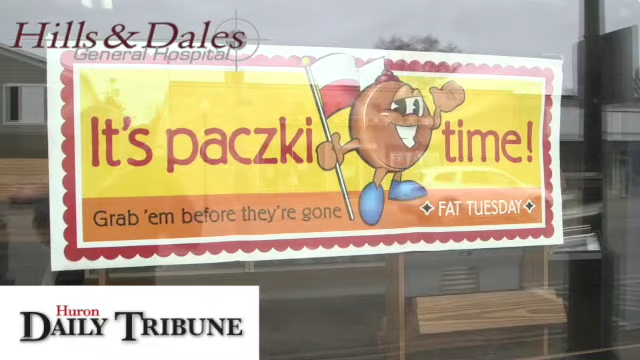 Hills & Dales
General Hospital
It's paczki time!
Grab 'em before they're gone
FAT TUESDAY
Huron
DAILY TRIBUNE